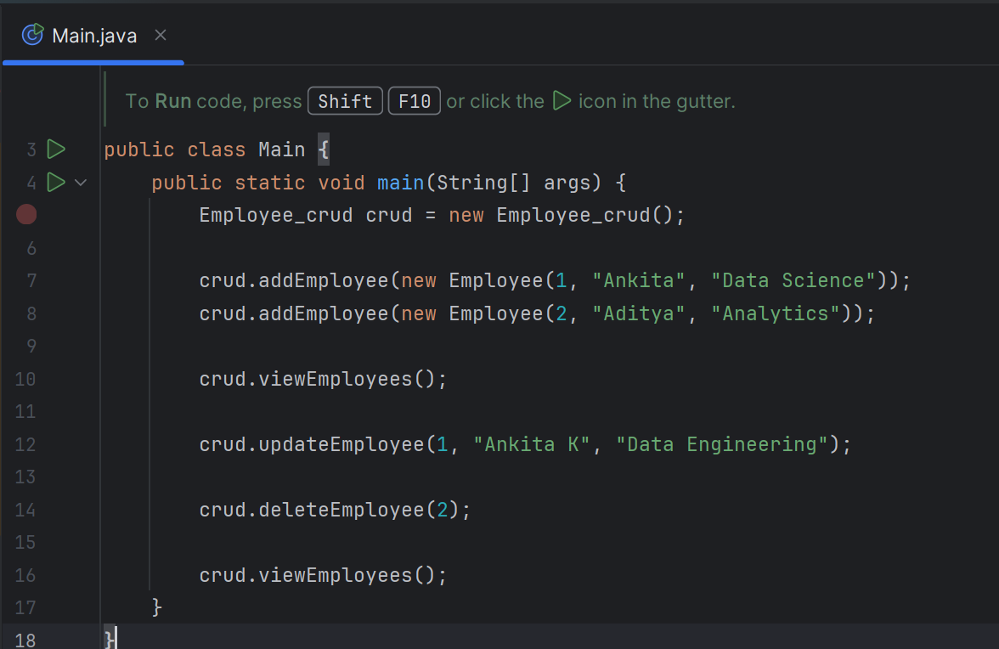 Main.java
To Run code, press Shift F10 or click the icon in the gutter.
3 public class Main {
4 public static void main(String[] args) {
Employee_crud crud = new Employee_crud();
6
7 crud.addEmployee(new Employee(1, "Ankita", "Data Science"));
8 crud.addEmployee(new Employee(2, "Aditya", "Analytics"));
9
10 crud.viewEmployees();
11
12 crud.updateEmployee(1, "Ankita K", "Data Engineering");
13
14 crud.deleteEmployee(2);
15
16 crud.viewEmployees();
17 }
18 }